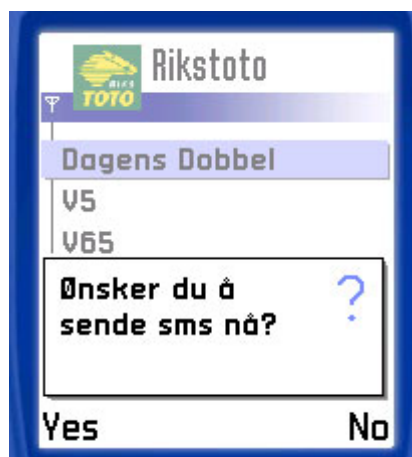 Rikstoto
RIKS
TOTO
Dagens Dobbel
V5
V65
Ønsker du å
sende sms nå?
?
Yes No